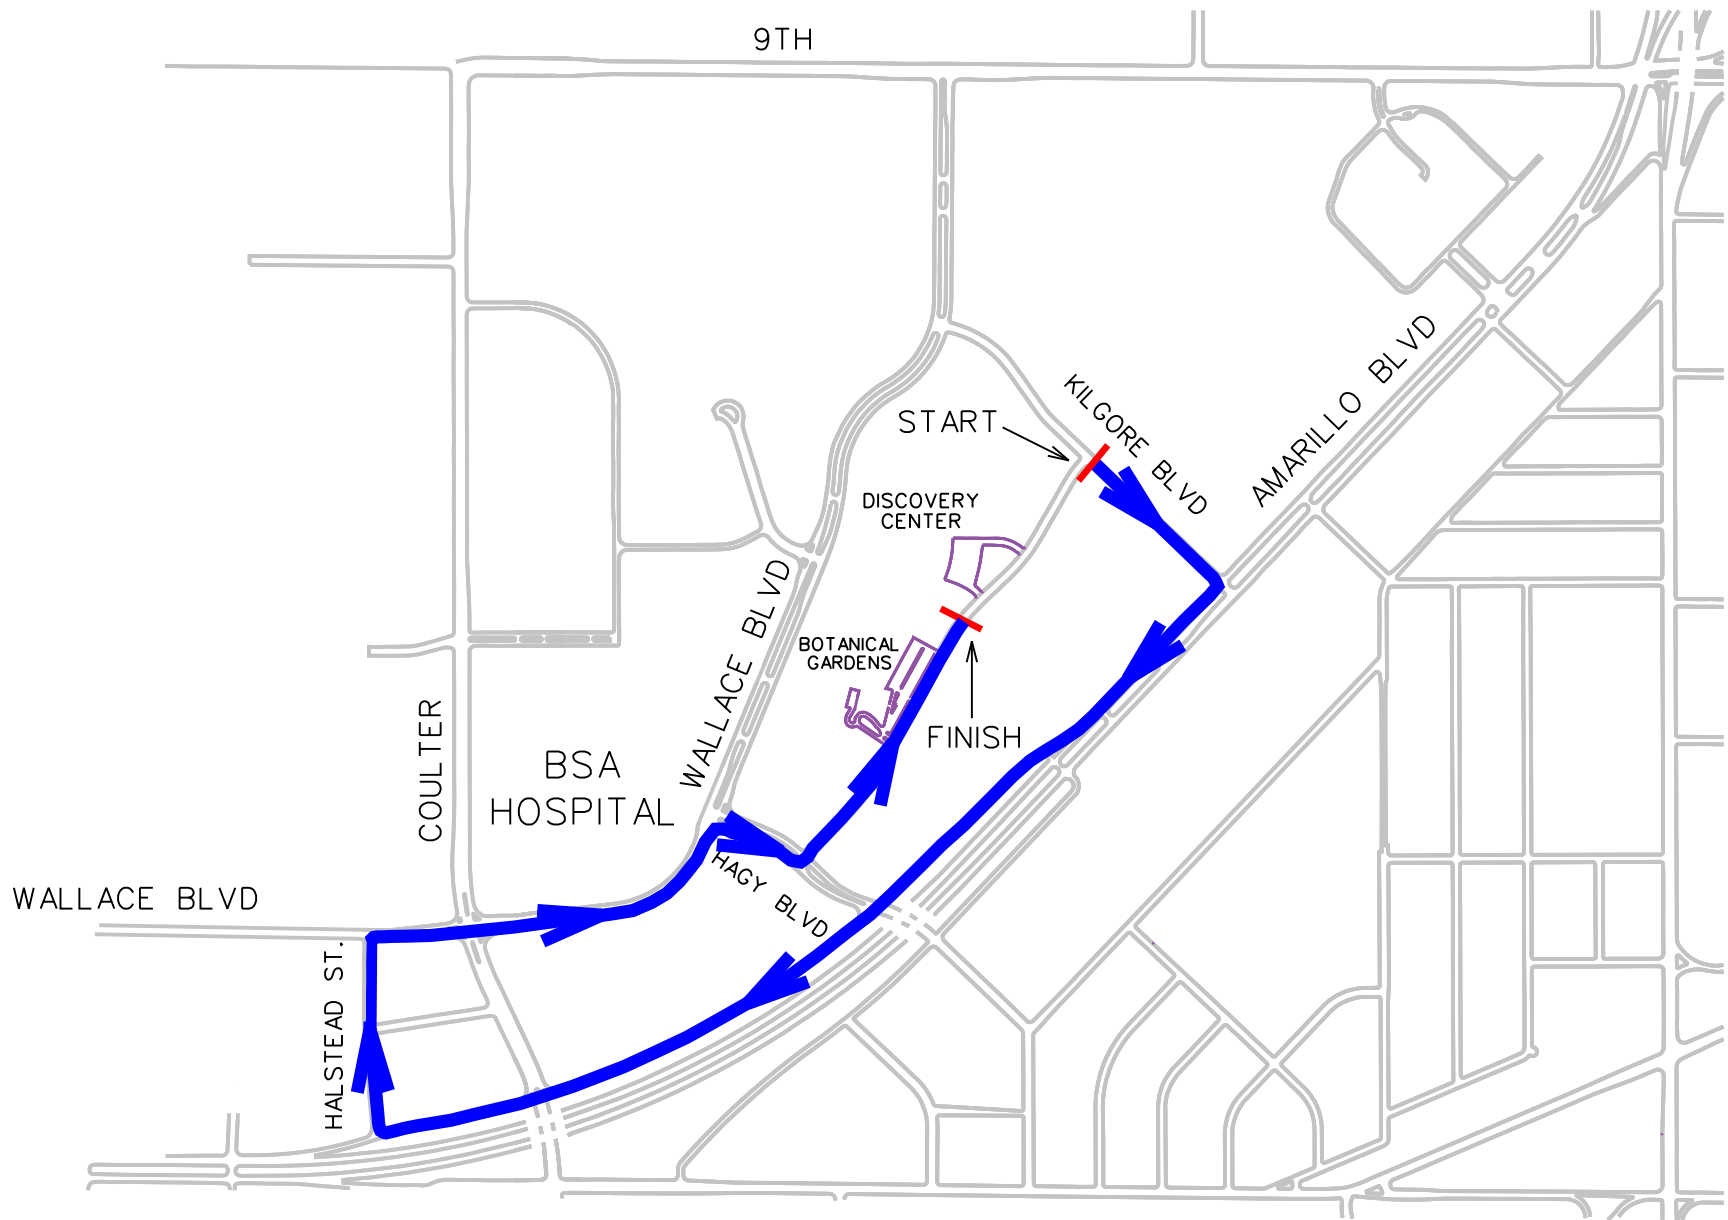 9TH
KILGORE BLVD
AMARILLO BLVD
START
DISCOVERY
CENTER
WALLACE BLVD
BOTANICAL
GARDENS
FINISH
COULTER
BSA
HOSPITAL
HAGY BLVD
WALLACE BLVD
HALSTEAD ST.